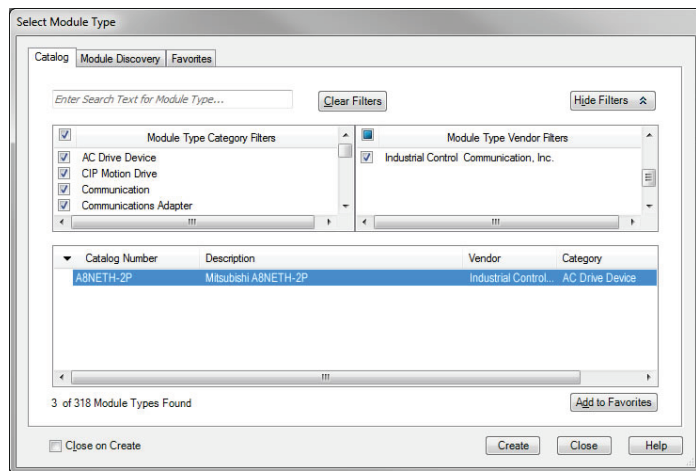 Select Module Type
Catalog Module Discovery Favorites
Enter Search Text for Module Type...
Clear Filters
Hide Filters
Module Type Category Filters
Module Type Vendor Filters
AC Drive Device
Industrial Control Communication, Inc.
CIP Motion Drive
Communication
Communications Adapter
Catalog Number Description Vendor Category
A8NETH-2P Mitsubishi A8NETH-2P Industrial Control... AC Drive Device
3 of 318 Module Types Found
Add to Favorites
Close on Create
Create Close Help